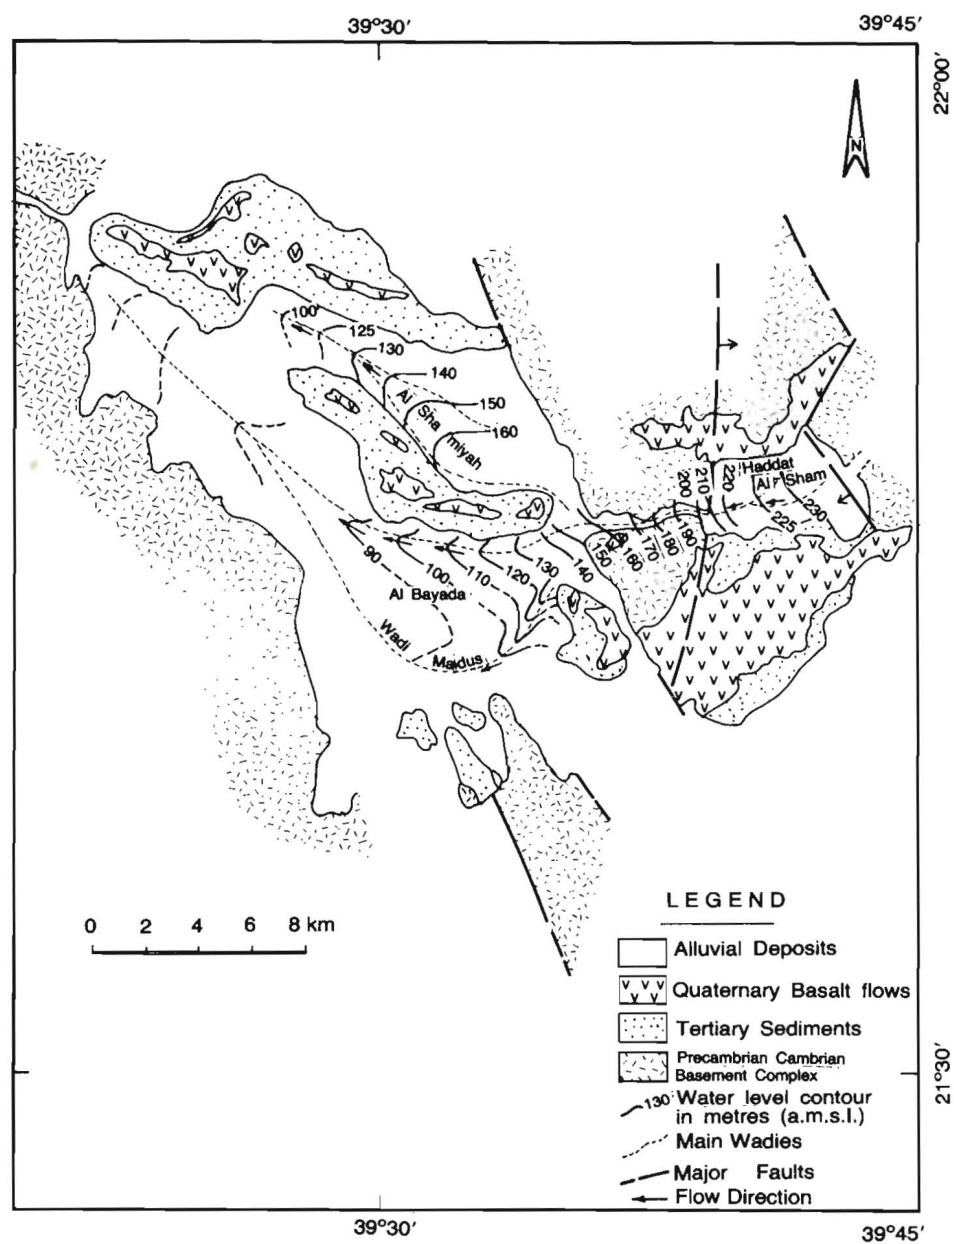 39°30′
39°45′
22°00′
N
100
125
130
140
150
160
Al Shamiyah
200
210
220
Haddat
Al Sham
225
230
190
180
170
160
150
140
130
120
110
100
90
Al Bayada
Wadi
Maidus
0 2 4 6 8 km
LEGEND
Alluvial Deposits
Quaternary Basalt flows
Tertiary Sediments
Precambrian Cambrian
Basement Complex
130 Water level contour
in metres (a.m.s.l.)
Main Wadies
Major Faults
Flow Direction
21°30′
39°30′
39°45′